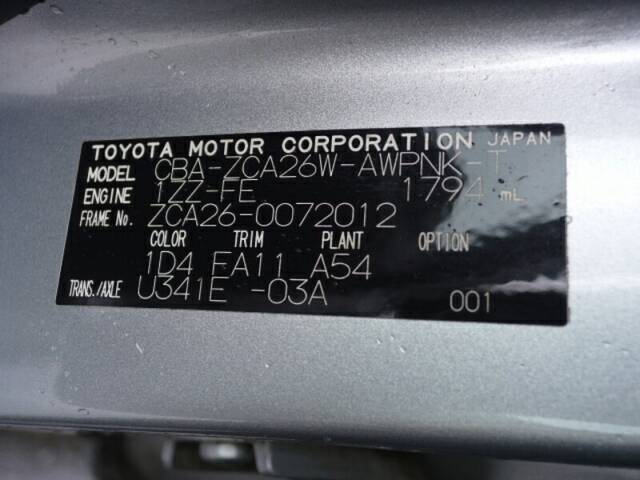 TOYOTA MOTOR CORPORATION JAPAN
MODEL CBA-ZCA26W-AWPNK-T
ENGINE 1ZZ-FE 1794 mL
FRAME No. ZCA26-0072012
COLOR TRIM PLANT OPTION
1D4 FA11 A54
TRANS./AXLE U341E -03A 001